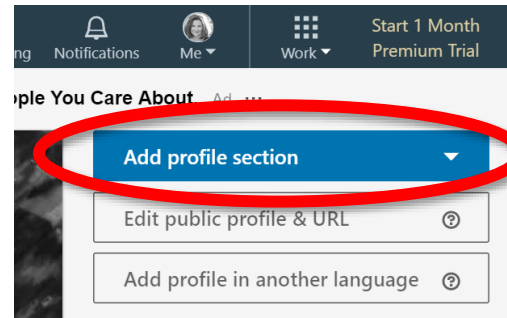 ng Notifications Me Work Start 1 Month
Premium Trial
ople You Care About Ad ...
Add profile section
Edit public profile & URL ?
Add profile in another language ?